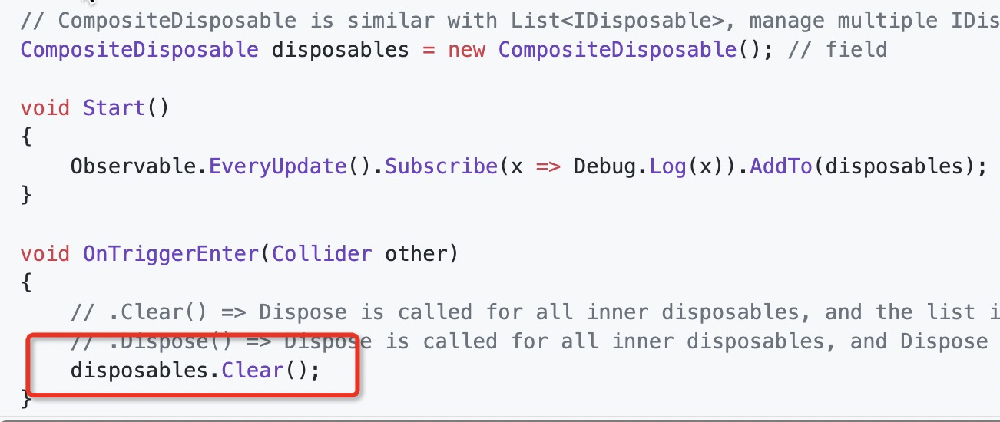 // CompositeDisposable is similar with List<IDisposable>, manage multiple IDis
CompositeDisposable disposables = new CompositeDisposable(); // field
void Start()
{
    Observable.EveryUpdate().Subscribe(x => Debug.Log(x)).AddTo(disposables);
}
void OnTriggerEnter(Collider other)
{
    // .Clear() => Dispose is called for all inner disposables, and the list i
    // .Dispose() => Dispose is called for all inner disposables, and Dispose
    disposables.Clear();
}